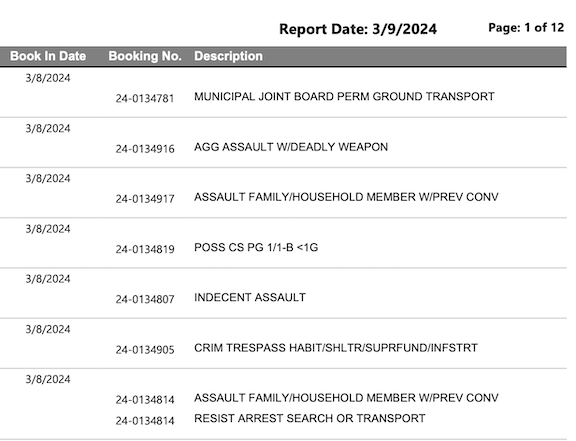 Report Date: 3/9/2024 Page: 1 of 12
Book In Date Booking No. Description
3/8/2024
24-0134781 MUNICIPAL JOINT BOARD PERM GROUND TRANSPORT
3/8/2024
24-0134916 AGG ASSAULT W/DEADLY WEAPON
3/8/2024
24-0134917 ASSAULT FAMILY/HOUSEHOLD MEMBER W/PREV CONV
3/8/2024
24-0134819 POSS CS PG 1/1-B <1G
3/8/2024
24-0134807 INDECENT ASSAULT
3/8/2024
24-0134905 CRIM TRESPASS HABIT/SHLTR/SUPRFUND/INFSTRT
3/8/2024
24-0134814 ASSAULT FAMILY/HOUSEHOLD MEMBER W/PREV CONV
24-0134814 RESIST ARREST SEARCH OR TRANSPORT